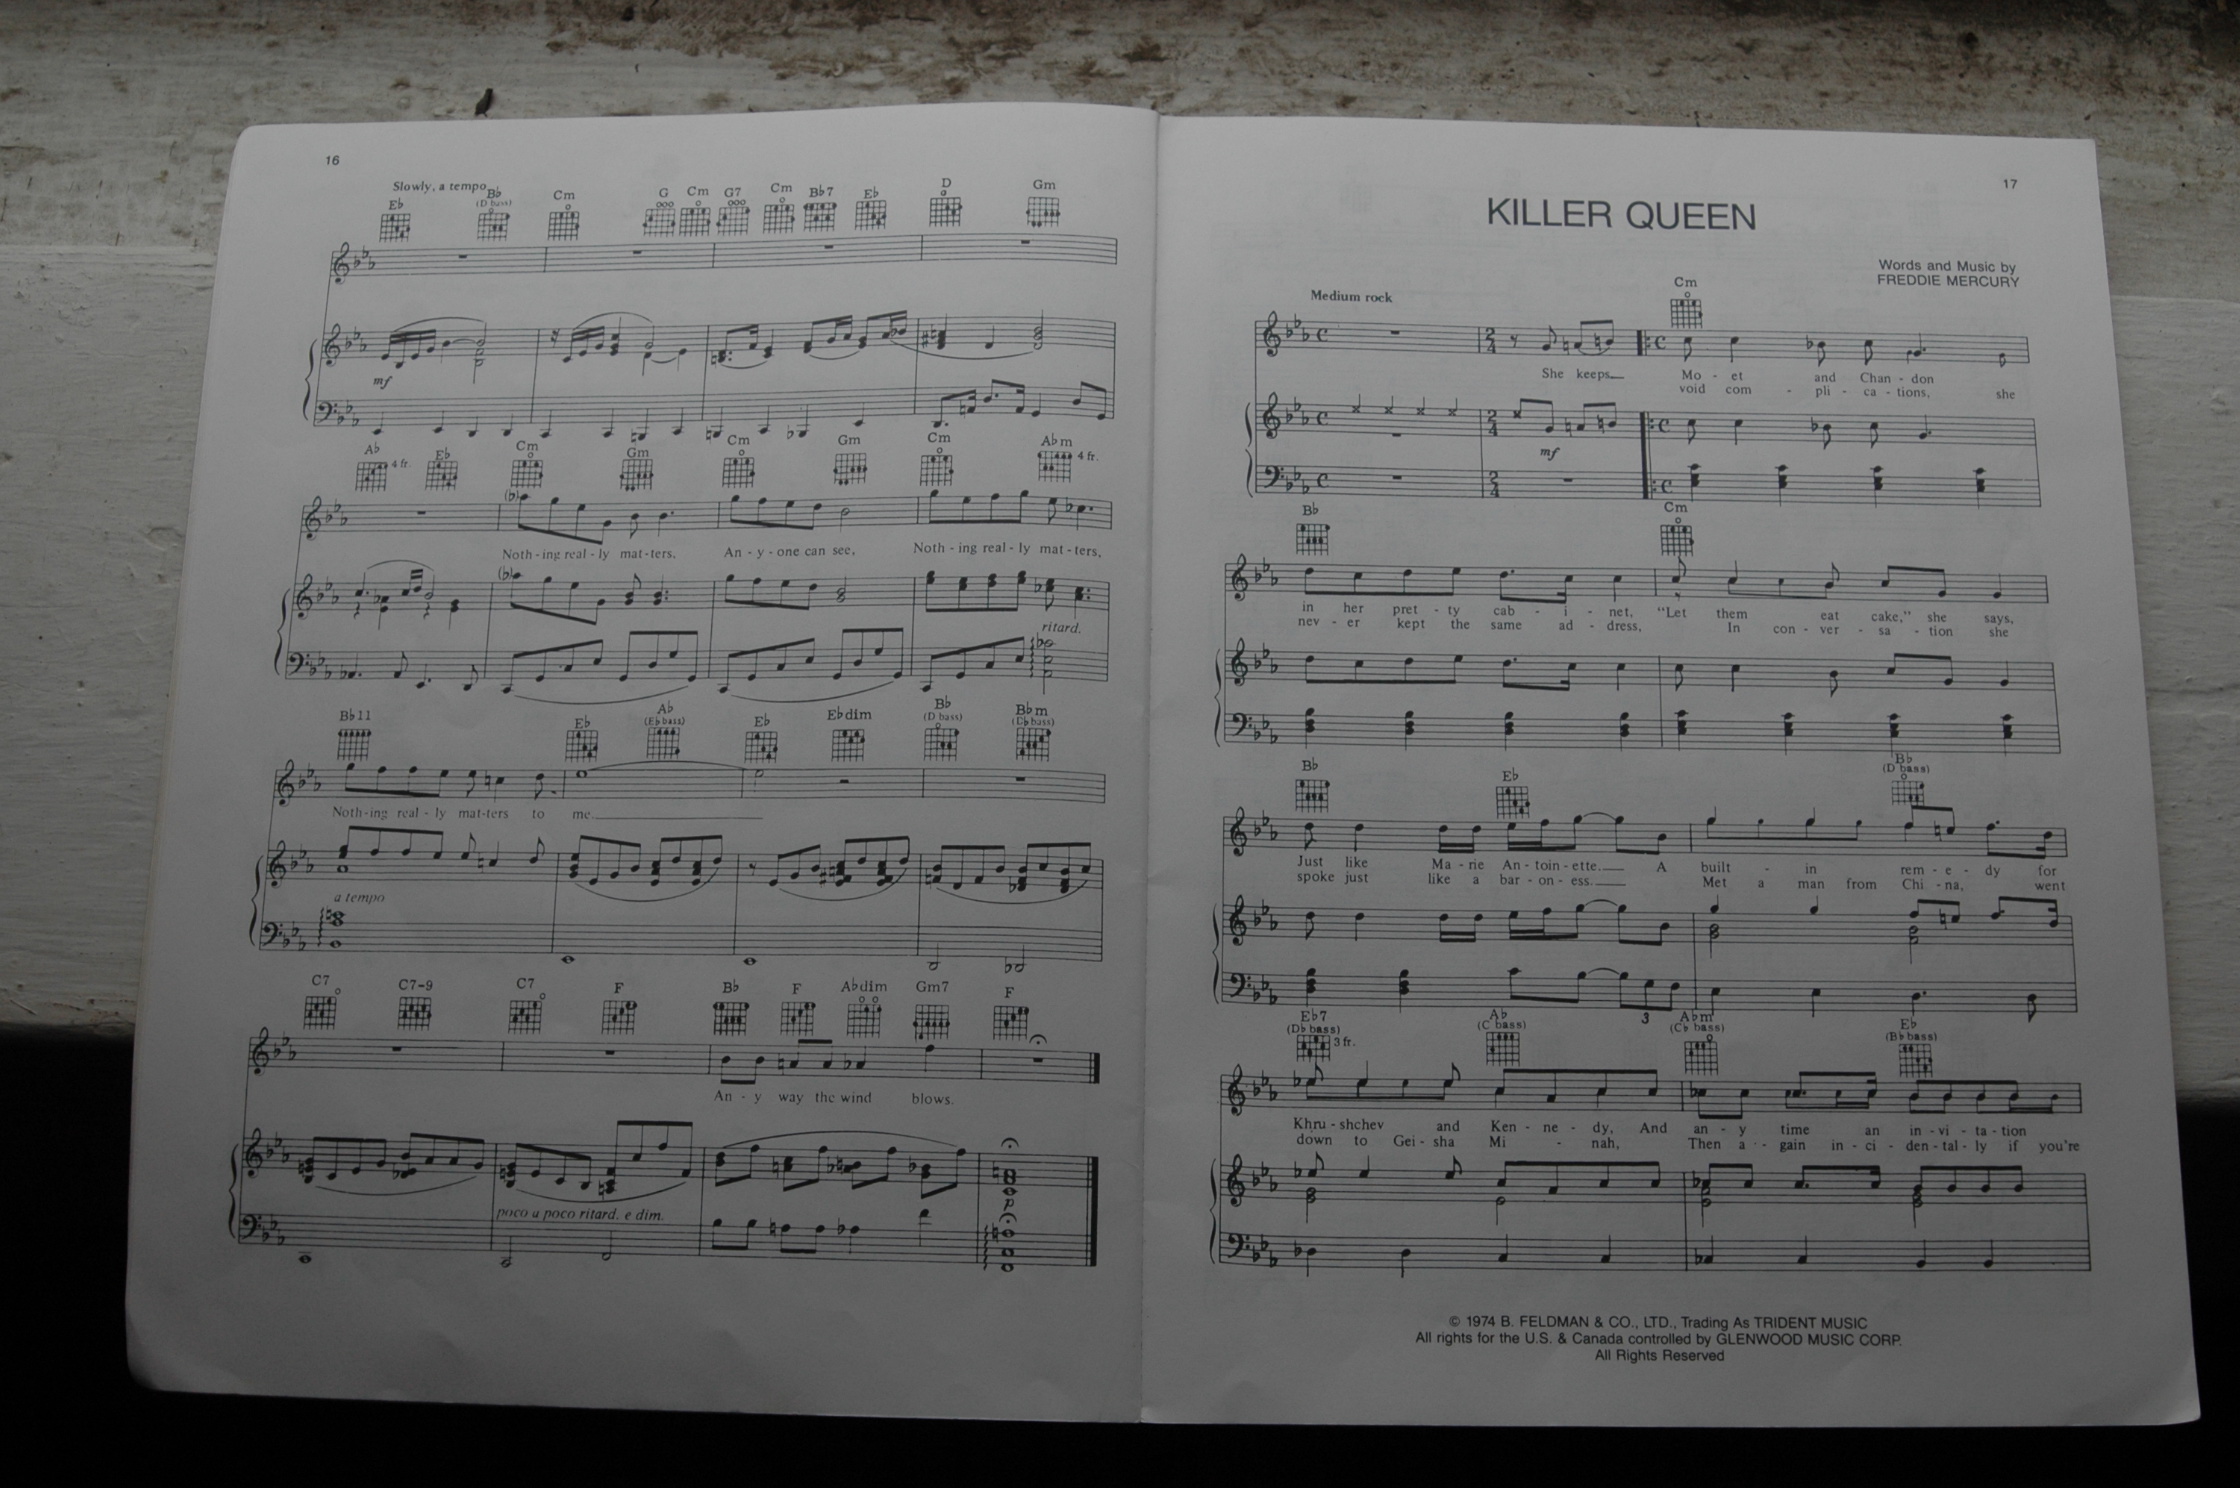 16
Slowly, a tempo
Eb Bb (D bass) Cm G Cm G7 Cm Bb7 Eb D Gm
mf
Ab 4 fr. Eb Cm Gm Cm Gm Cm Abm 4 fr.
Noth - ing real - ly mat - ters, An - y - one can see, Noth - ing real - ly mat - ters,
ritard.
Bb11 Eb Ab (Eb bass) Eb Ebdim Bb (D bass) Bbm (Db bass)
Noth - ing real - ly mat - ters to me.
a tempo
C7 C7-9 C7 F Bb F Abdim Gm7 F
An - y way the wind blows.
poco a poco ritard. e dim.
17
KILLER QUEEN
Words and Music by
FREDDIE MERCURY
Medium rock
Cm
She keeps Mo - et and Chan - don
void com - pli - ca - tions, she
mf
Bb Cm
in her pret - ty cab - i - net, "Let them eat cake," she says,
nev - er kept the same ad - dress, In con - ver - sa - tion she
Bb Eb Bb (D bass)
Just like Ma - rie An - toin - ette. A built - in rem - e - dy for
spoke just like a bar - on - ess. Met a man from Chi - na, went
3
Eb7 (Db bass) 3 fr. Ab (C bass) Abm (Cb bass) Eb (Bb bass)
Khru - shchev and Ken - ne - dy, And an - y time an in - vi - ta - tion
down to Gei - sha Mi - nah, Then a - gain in - ci - den - tal - ly if you're
© 1974 B. FELDMAN & CO., LTD., Trading As TRIDENT MUSIC
All rights for the U.S. & Canada controlled by GLENWOOD MUSIC CORP.
All Rights Reserved